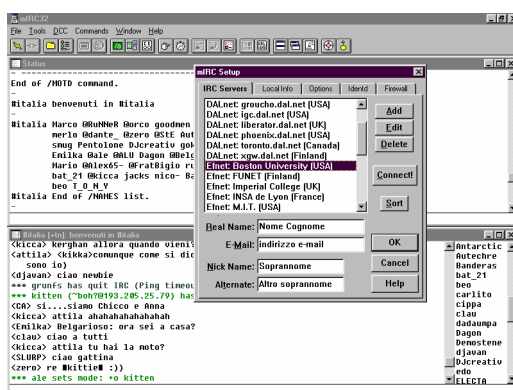 mIRC32
File Tools DCC Commands Window Help
Status
End of /MOTD command.
#italia benvenuti in #italia
#italia Marco @RuNNeR @orco goodmen
merlo @dante_ @zero @StE Aut
smug Pentolone DJcreativ gok
Emilka @ale @ALU Dagon @Belg
Mario @Alex65- @FratBigio ru
bat_21 @kicca jacks nico- Ba
beo T_O_N_Y
#italia End of /NAMES list.
mIRC Setup
IRC Servers Local Info Options Identd Firewall
DALnet: groucho.dal.net (USA)
DALnet: igc.dal.net (USA)
DALnet: liberator.dal.net (UK)
DALnet: phoenix.dal.net (USA)
DALnet: toronto.dal.net (Canada)
DALnet: xgw.dal.net (Finland)
Efnet: Boston University (USA)
Efnet: FUNET (Finland)
Efnet: Imperial College (UK)
Efnet: INSA de Lyon (France)
Efnet: M.I.T. (USA)
Add
Edit
Delete
Connect!
Sort
Real Name: Nome Cognome
E-Mail: indirizzo e-mail
Nick Name: Soprannome
Alternate: Altro soprannome
OK
Cancel
Help
#italia [+tn]: benvenuti in #italia
<kicca> kerghan allora quando vieni?
<attila> <kikka>comunque come si dic
sono io)
<djavan> ciao newbie
*** grunfs has quit IRC (Ping timeou
*** kitten (~boh?@193.205.25.79) has
<CA> si....siamo Chicco e Anna
<kicca> attila ahahahahahahahah
<Emilka> Belgarioso: ora sei a casa?
<clau> ciao a tutti
<kicca> attila tu hai la moto?
<SLURP> ciao gattina
<zero> re kittie :))
*** ale sets mode: +o kitten
Antarctic
Autechre
Banderas
bat_21
beo
carlito
cippa
clau
dadaumpa
Dagon
Demostene
djavan
DJcreativ
edo
ELECTA